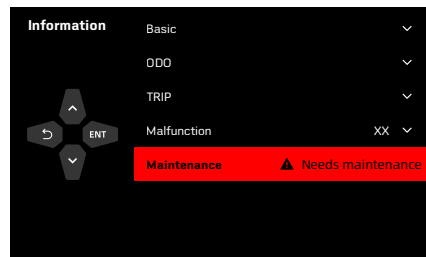 Information
Basic
ODO
TRIP
ENT
Malfunction XX
Maintenance Needs maintenance